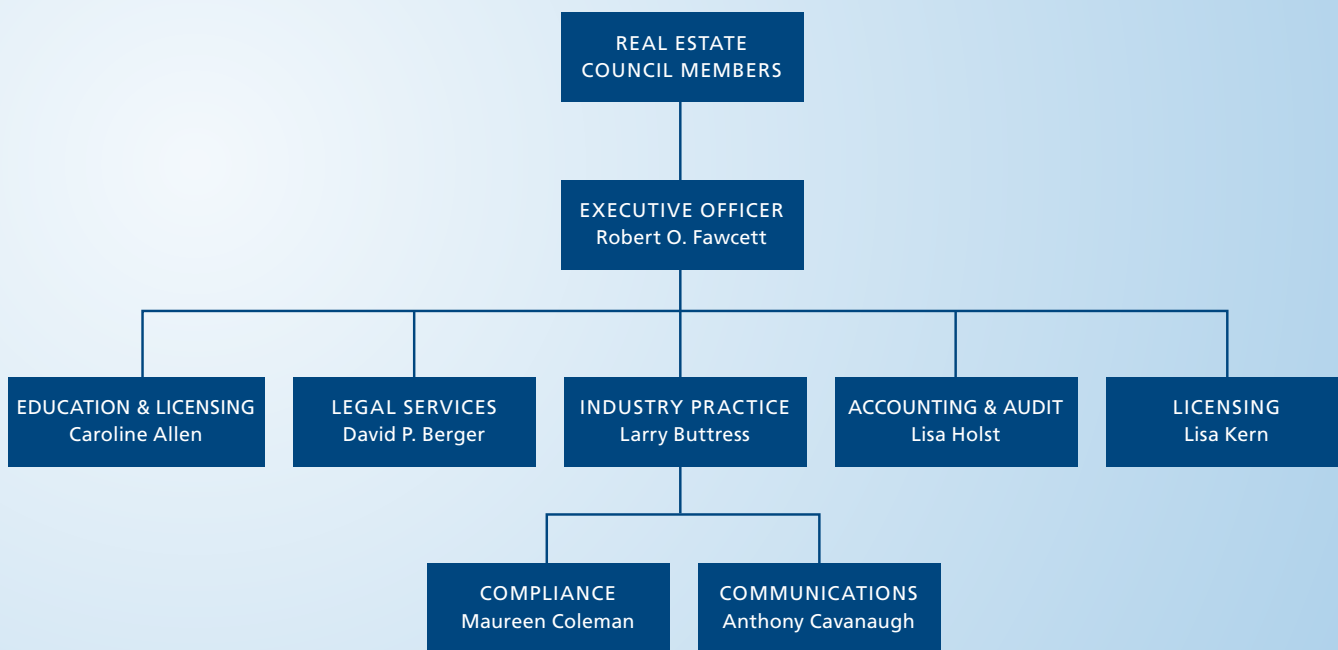 REAL ESTATE
COUNCIL MEMBERS
EXECUTIVE OFFICER
Robert O. Fawcett
EDUCATION & LICENSING
Caroline Allen
LEGAL SERVICES
David P. Berger
INDUSTRY PRACTICE
Larry Buttress
ACCOUNTING & AUDIT
Lisa Holst
LICENSING
Lisa Kern
COMPLIANCE
Maureen Coleman
COMMUNICATIONS
Anthony Cavanaugh